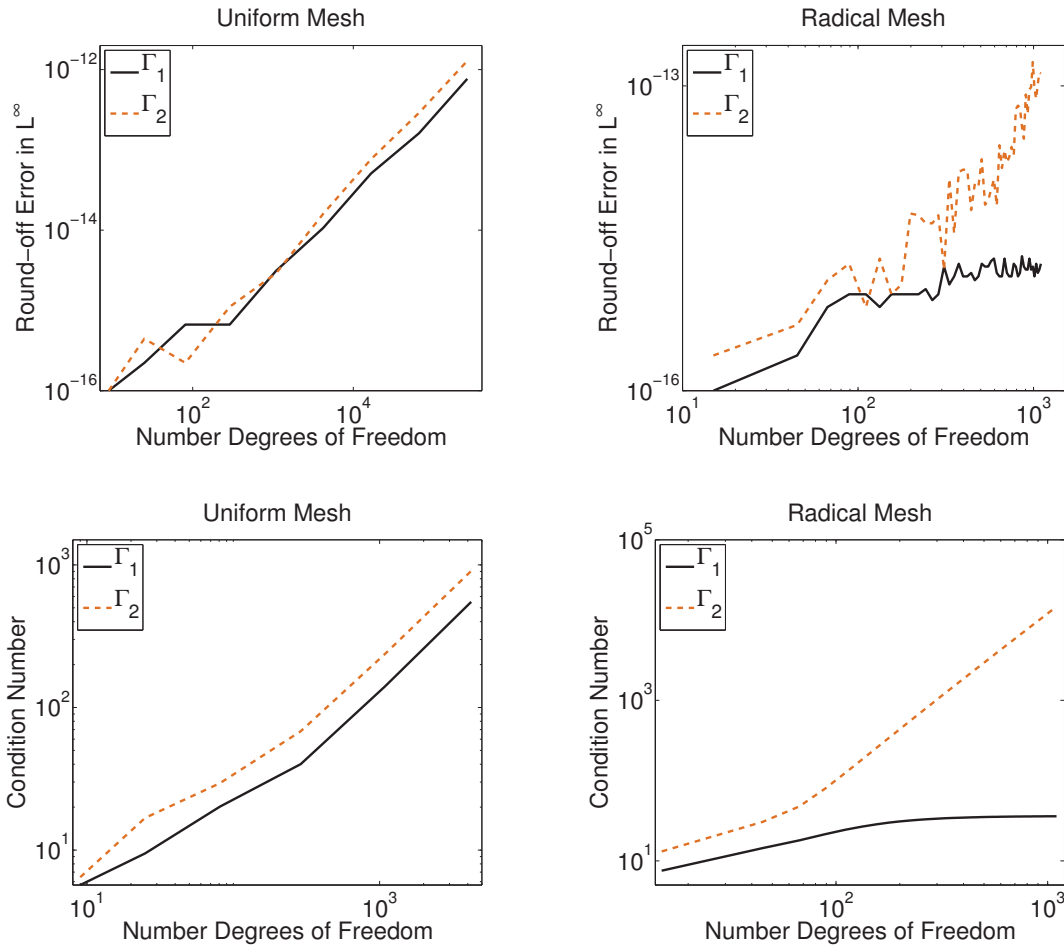 Uniform Mesh
Γ1
Γ2
10^-12
10^-14
10^-16
Round-off Error in L^∞
10^2
10^4
Number Degrees of Freedom
Radical Mesh
Γ1
Γ2
10^-13
10^-16
Round-off Error in L^∞
10^1
10^2
10^3
Number Degrees of Freedom
Uniform Mesh
Γ1
Γ2
10^3
10^2
10^1
Condition Number
10^1
10^3
Number Degrees of Freedom
Radical Mesh
Γ1
Γ2
10^5
10^3
10^1
Condition Number
10^2
10^3
Number Degrees of Freedom